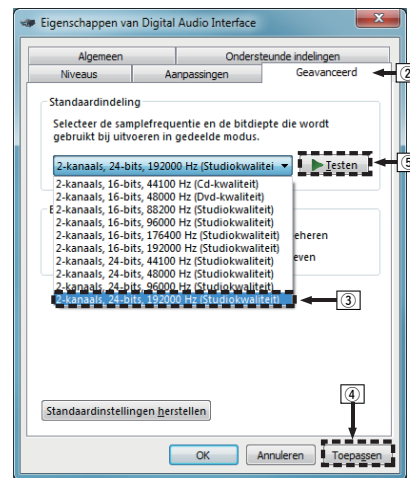 Eigenschappen van Digital Audio Interface
Algemeen
Ondersteunde indelingen
Niveaus
Aanpassingen
Geavanceerd
②
Standaardindeling
Selecteer de samplefrequentie en de bitdiepte die wordt
gebruikt bij uitvoeren in gedeelde modus.
2-kanaals, 24-bits, 192000 Hz (Studiokwalitei
Testen
⑤
2-kanaals, 16-bits, 44100 Hz (Cd-kwaliteit)
2-kanaals, 16-bits, 48000 Hz (Dvd-kwaliteit)
2-kanaals, 16-bits, 88200 Hz (Studiokwaliteit)
2-kanaals, 16-bits, 96000 Hz (Studiokwaliteit)
2-kanaals, 16-bits, 176400 Hz (Studiokwaliteit)
2-kanaals, 16-bits, 192000 Hz (Studiokwaliteit)
2-kanaals, 24-bits, 44100 Hz (Studiokwaliteit)
2-kanaals, 24-bits, 48000 Hz (Studiokwaliteit)
2-kanaals, 24-bits, 96000 Hz (Studiokwaliteit)
2-kanaals, 24-bits, 192000 Hz (Studiokwaliteit)
eheren
even
③
Standaardinstellingen herstellen
④
OK
Annuleren
Toepassen